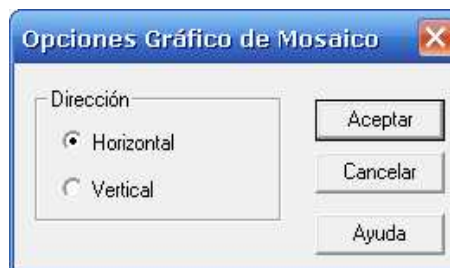 Opciones Gráfico de Mosaico
Dirección
Horizontal
Vertical
Aceptar
Cancelar
Ayuda